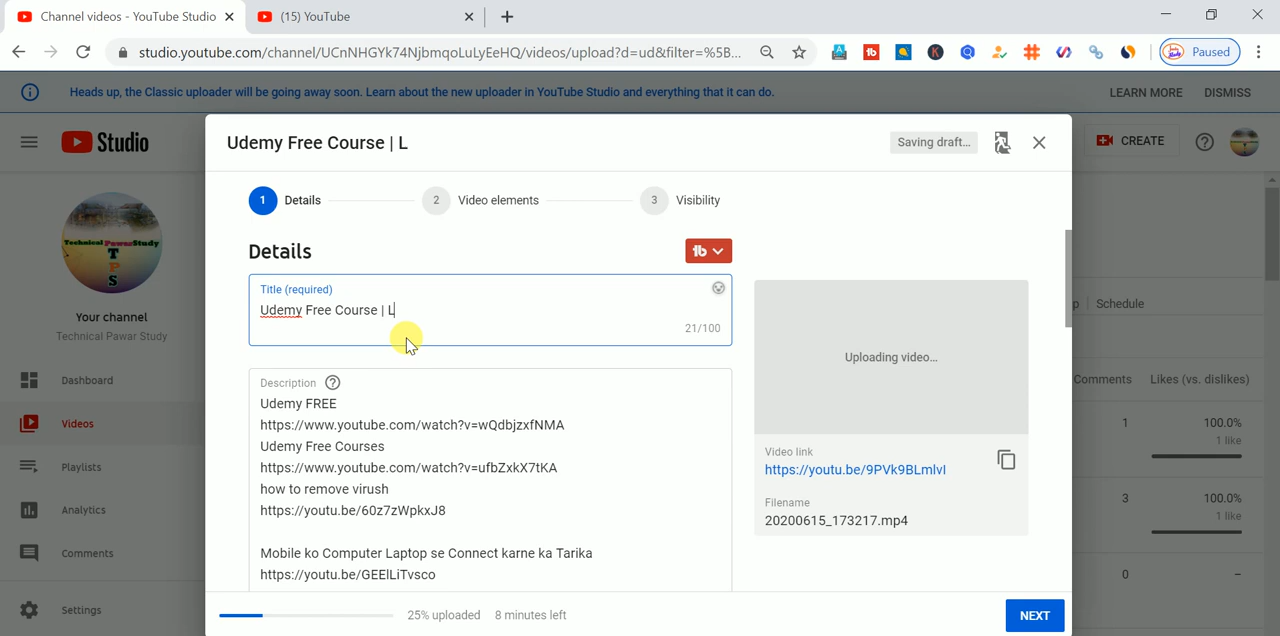 Channel videos - YouTube Studio
(15) YouTube
studio.youtube.com/channel/UCnNHGYk74NjbmqoLuLyEeHQ/videos/upload?d=ud&filter=%5B...
Paused
Heads up, the Classic uploader will be going away soon. Learn about the new uploader in YouTube Studio and everything that it can do.
LEARN MORE
DISMISS
Studio
CREATE
Technical PawarStudy
T
P
S
Your channel
Technical Pawar Study
Dashboard
Videos
Playlists
Analytics
Comments
Settings
Udemy Free Course | L
Saving draft...
1 Details
2 Video elements
3 Visibility
Details
Title (required)
Udemy Free Course | L
21/100
Description
Udemy FREE
https://www.youtube.com/watch?v=wQdbjzxfNMA
Udemy Free Courses
https://www.youtube.com/watch?v=ufbZxkX7tKA
how to remove virush
https://youtu.be/60z7zWpkxJ8
Mobile ko Computer Laptop se Connect karne ka Tarika
https://youtu.be/GEElLiTvsco
Uploading video...
Video link
https://youtu.be/9PVk9BLmlvI
Filename
20200615_173217.mp4
25% uploaded 8 minutes left
NEXT
p
Schedule
Comments Likes (vs. dislikes)
1 100.0%
1 like
3 100.0%
1 like
0 –